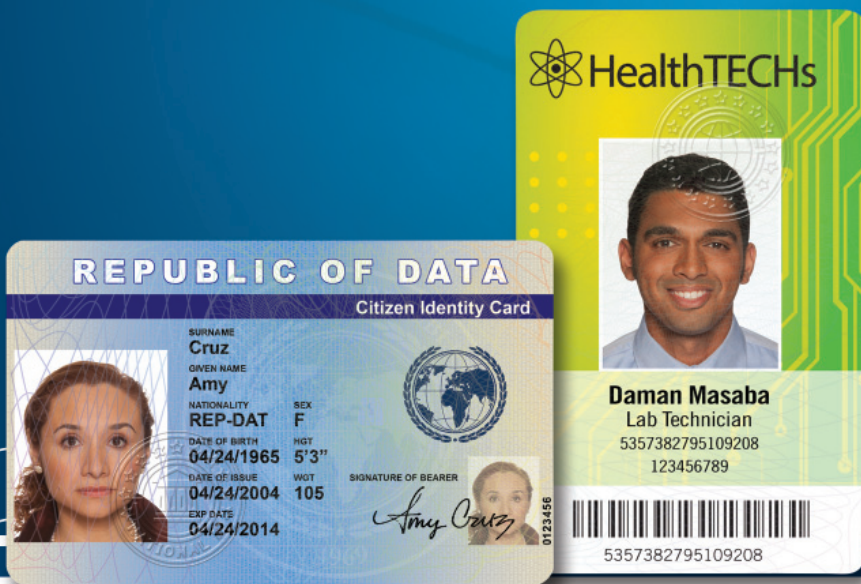 HealthTECHs
Daman Masaba
Lab Technician
5357382795109208
123456789
5357382795109208
REPUBLIC OF DATA
Citizen Identity Card
SURNAME
Cruz
GIVEN NAME
Amy
NATIONALITY SEX
REP-DAT F
DATE OF BIRTH HGT
04/24/1965 5'3"
DATE OF ISSUE WGT
04/24/2004 105
EXP DATE
04/24/2014
SIGNATURE OF BEARER
Amy Cruz
0123456